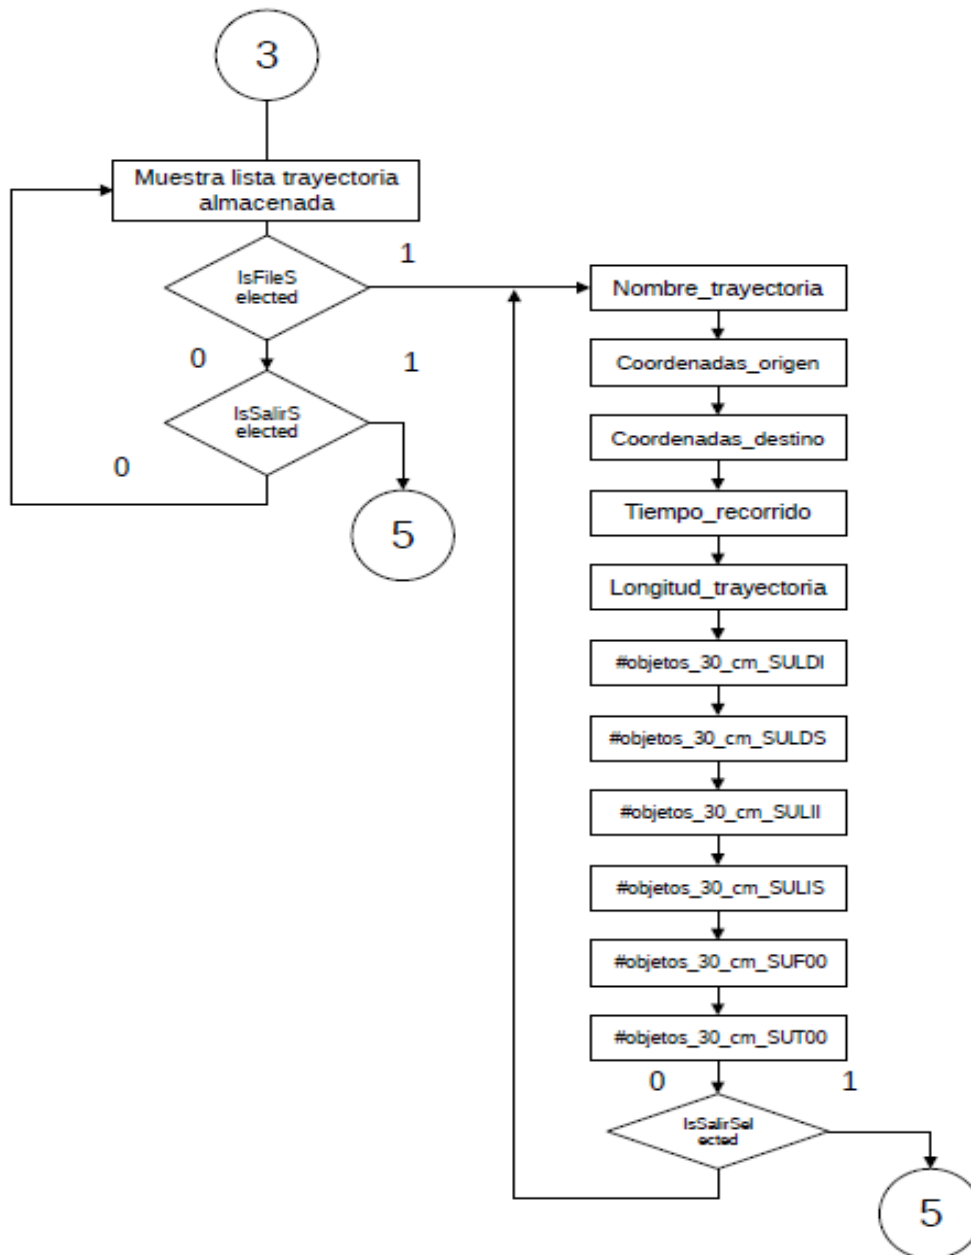 3
Muestra lista trayectoria
almacenada
1
IsFileS
elected
0
1
IsSalirS
elected
0
5
Nombre_trayectoria
Coordenadas_origen
Coordenadas_destino
Tiempo_recorrido
Longitud_trayectoria
#objetos_30_cm_SULDI
#objetos_30_cm_SULDS
#objetos_30_cm_SULII
#objetos_30_cm_SULIS
#objetos_30_cm_SUF00
#objetos_30_cm_SUT00
0
1
IsSalirSel
ected
5